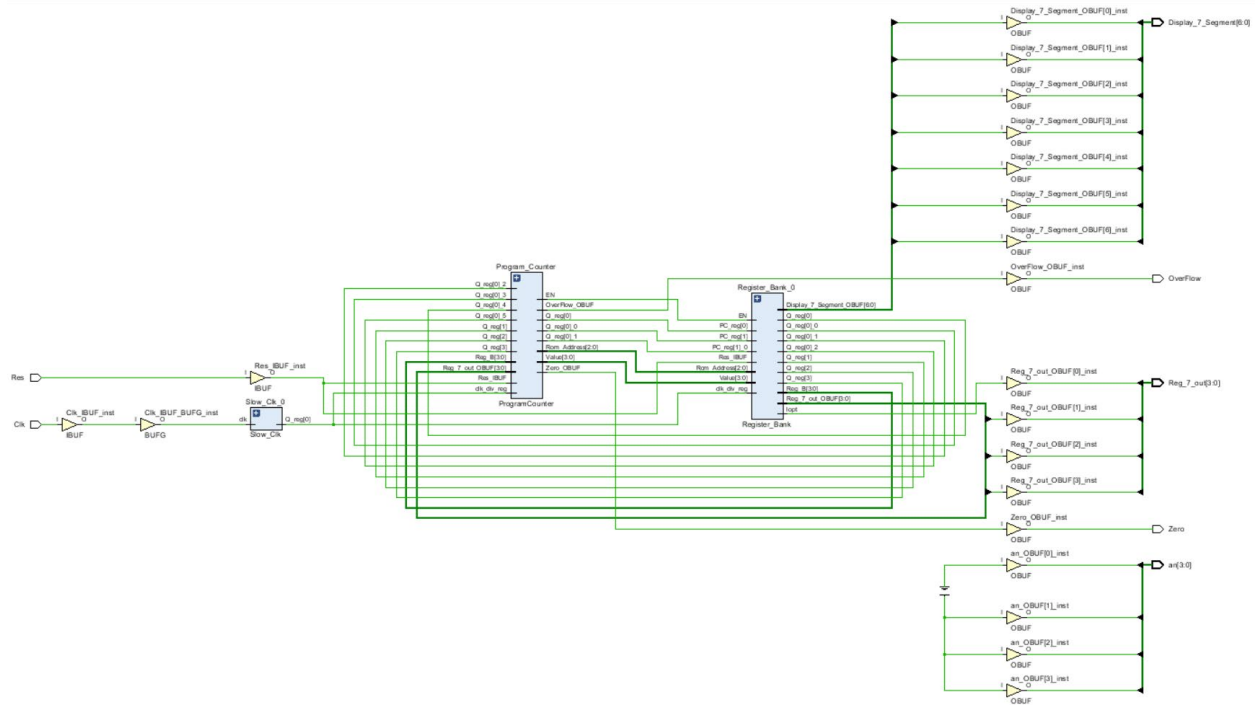 Display_7_Segment_OBUF[0]_inst
I
O
OBUF
Display_7_Segment[6:0]
Display_7_Segment_OBUF[1]_inst
I
O
OBUF
Display_7_Segment_OBUF[2]_inst
I
O
OBUF
Display_7_Segment_OBUF[3]_inst
I
O
OBUF
Display_7_Segment_OBUF[4]_inst
I
O
OBUF
Display_7_Segment_OBUF[5]_inst
I
O
OBUF
Display_7_Segment_OBUF[6]_inst
I
O
OBUF
OverFlow_OBUF_inst
I
O
OBUF
OverFlow
Program_Counter
Q_reg[0]_2
Q_reg[0]_3
Q_reg[0]_4
Q_reg[0]_5
Q_reg[1]
Q_reg[2]
Q_reg[3]
Reg_B[3:0]
Reg_7_out_OBUF[3:0]
Res_IBUF
clk_div_reg
EN
OverFlow_OBUF
Q_reg[0]
Q_reg[0]_0
Q_reg[0]_1
Rom_Address[2:0]
Value[3:0]
Zero_OBUF
ProgramCounter
Register_Bank_0
EN
PC_reg[0]
PC_reg[1]
PC_reg[1]_0
Res_IBUF
Rom_Address[2:0]
Value[3:0]
clk_div_reg
Display_7_Segment_OBUF[6:0]
Q_reg[0]
Q_reg[0]_0
Q_reg[0]_1
Q_reg[0]_2
Q_reg[1]
Q_reg[2]
Q_reg[3]
Reg_B[3:0]
Reg_7_out_OBUF[3:0]
lopt
Register_Bank
Res
Res_IBUF_inst
I
O
IBUF
Clk
Clk_IBUF_inst
I
O
IBUF
Clk_IBUF_BUFG_inst
I
O
BUFG
Slow_Clk_0
clk
Q_reg[0]
Slow_Clk
Reg_7_out_OBUF[0]_inst
I
O
OBUF
Reg_7_out[3:0]
Reg_7_out_OBUF[1]_inst
I
O
OBUF
Reg_7_out_OBUF[2]_inst
I
O
OBUF
Reg_7_out_OBUF[3]_inst
I
O
OBUF
Zero_OBUF_inst
I
O
OBUF
Zero
an_OBUF[0]_inst
I
O
OBUF
an[3:0]
an_OBUF[1]_inst
I
O
OBUF
an_OBUF[2]_inst
I
O
OBUF
an_OBUF[3]_inst
I
O
OBUF